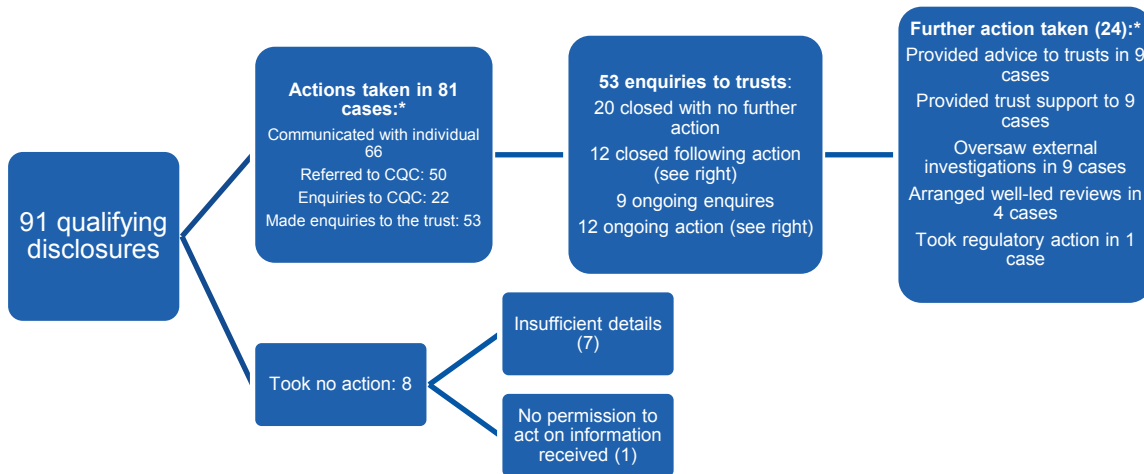 91 qualifying
disclosures
Actions taken in 81
cases:*
Communicated with individual
66
Referred to CQC: 50
Enquiries to CQC: 22
Made enquiries to the trust: 53
53 enquiries to trusts:
20 closed with no further
action
12 closed following action
(see right)
9 ongoing enquires
12 ongoing action (see right)
Further action taken (24):*
Provided advice to trusts in 9
cases
Provided trust support to 9
cases
Oversaw external
investigations in 9 cases
Arranged well-led reviews in
4 cases
Took regulatory action in 1
case
Took no action: 8
Insufficient details
(7)
No permission to
act on information
received (1)